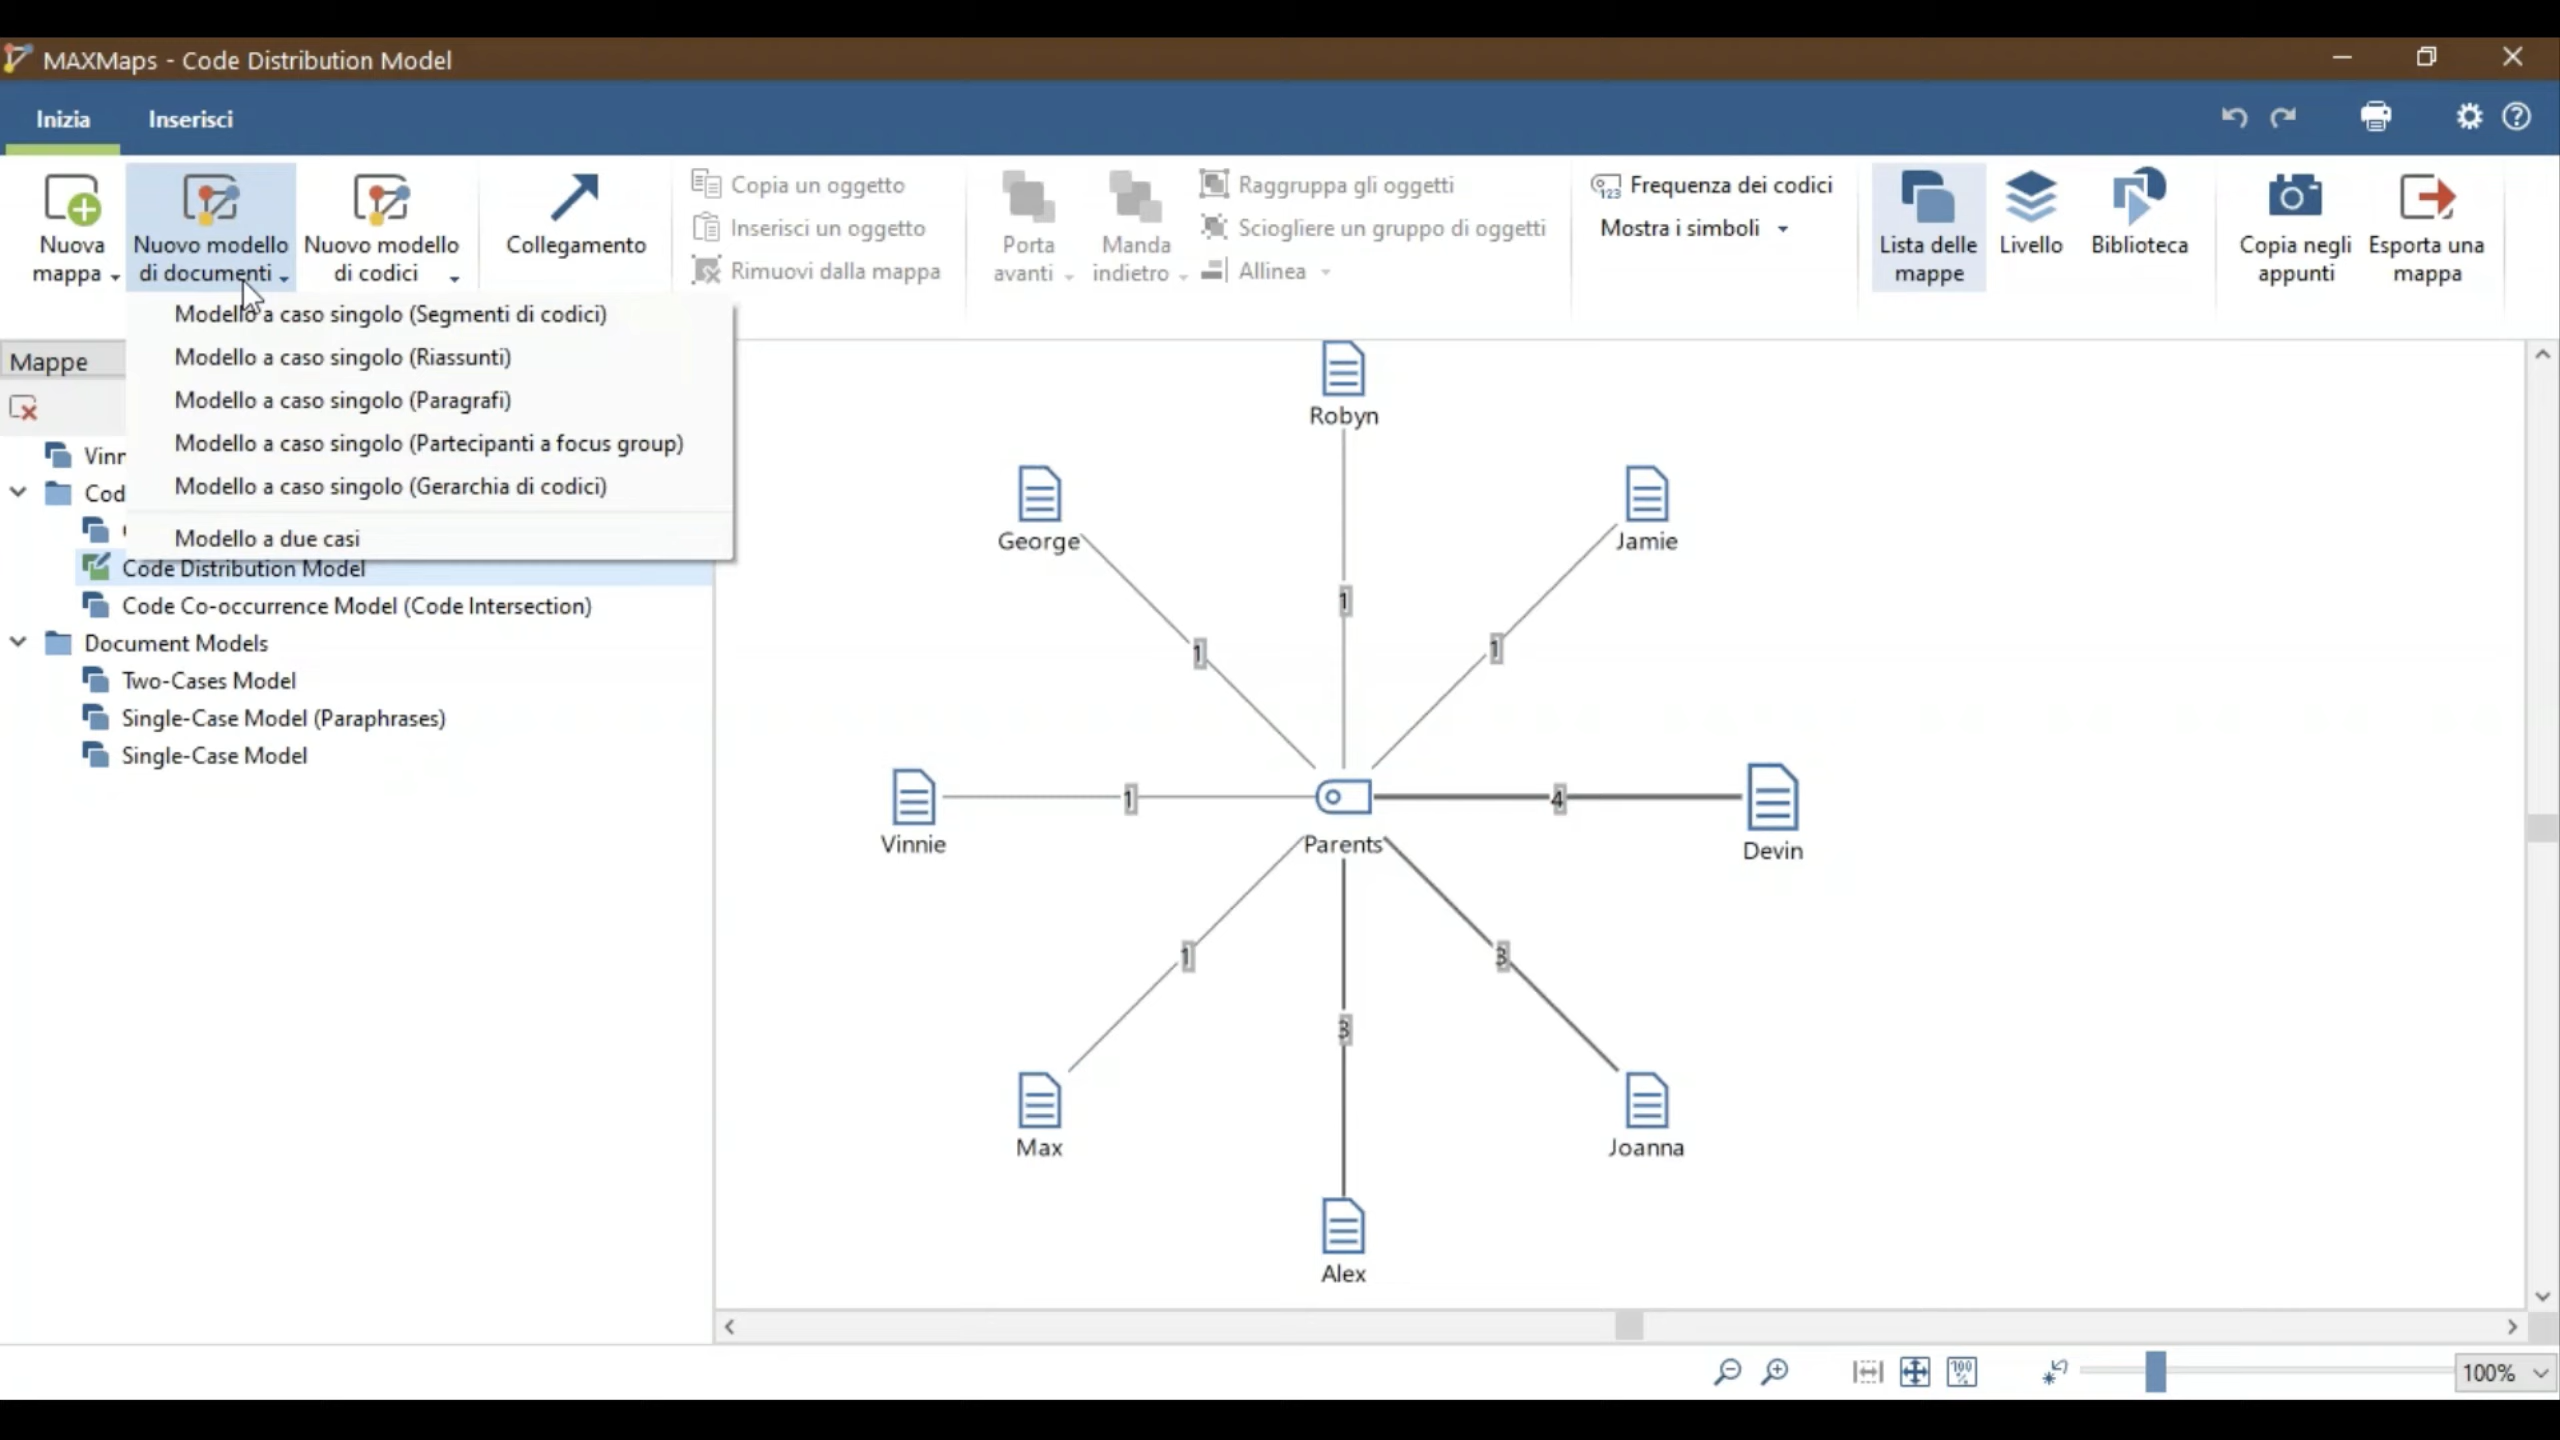 MAXMaps - Code Distribution Model
Inizia
Inserisci
Nuova
mappa
Nuovo modello
di documenti
Nuovo modello
di codici
Collegamento
Copia un oggetto
Inserisci un oggetto
Rimuovi dalla mappa
Porta
avanti
Manda
indietro
Raggruppa gli oggetti
Sciogliere un gruppo di oggetti
Allinea
123
Frequenza dei codici
Mostra i simboli
Lista delle
mappe
Livello
Biblioteca
Copia negli
appunti
Esporta una
mappa
Modello a caso singolo (Segmenti di codici)
Modello a caso singolo (Riassunti)
Modello a caso singolo (Paragrafi)
Modello a caso singolo (Partecipanti a focus group)
Modello a caso singolo (Gerarchia di codici)
Modello a due casi
Mappe
Vinn
Cod
Code Distribution Model
Code Co-occurrence Model (Code Intersection)
Document Models
Two-Cases Model
Single-Case Model (Paraphrases)
Single-Case Model
Robyn
George
Jamie
1
1
1
Vinnie
1
Parents
4
Devin
1
3
3
Max
Joanna
Alex
100
%
100%